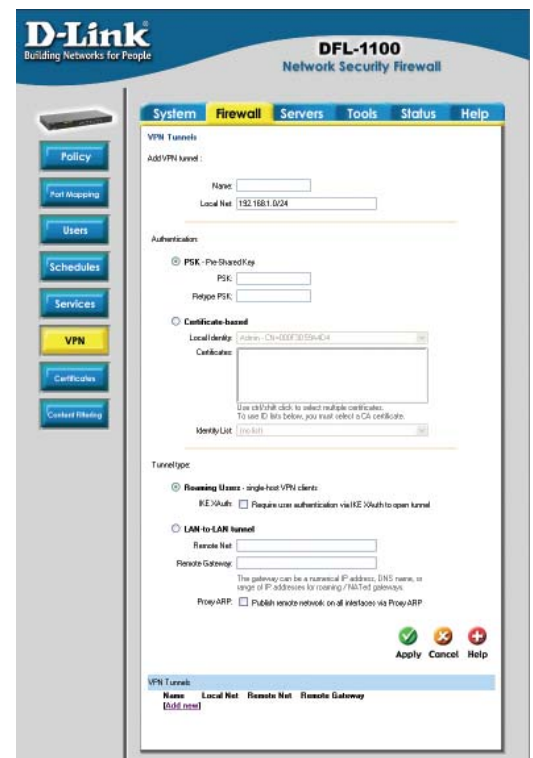 D-Link
Building Networks for People
DFL-1100
Network Security Firewall
System Firewall Servers Tools Status Help
Policy
Port Mapping
Users
Schedules
Services
VPN
Certificates
Content Filtering
VPN Tunnels
Add VPN tunnel :
Name:
Local Net: 192.168.1.0/24
Authentication:
PSK - Pre-Shared Key
PSK:
Retype PSK:
Certificate-based
Local Identity: Admin - CN=
Certificates:
Use ctrl/shift click to select multiple certificates.
To use ID lists below, you must select a CA certificate.
Identity List: (no list)
Tunnel type:
Roaming Users - single-host VPN clients
IKE XAuth: Require user authentication via IKE XAuth to open tunnel
LAN-to-LAN tunnel
Remote Net:
Remote Gateway:
The gateway can be a numerical IP address, DNS name, or
range of IP addresses for roaming / NATed gateways.
Proxy ARP: Publish remote network on all interfaces via Proxy ARP
Apply Cancel Help
VPN Tunnels
Name Local Net Remote Net Remote Gateway
[Add new]